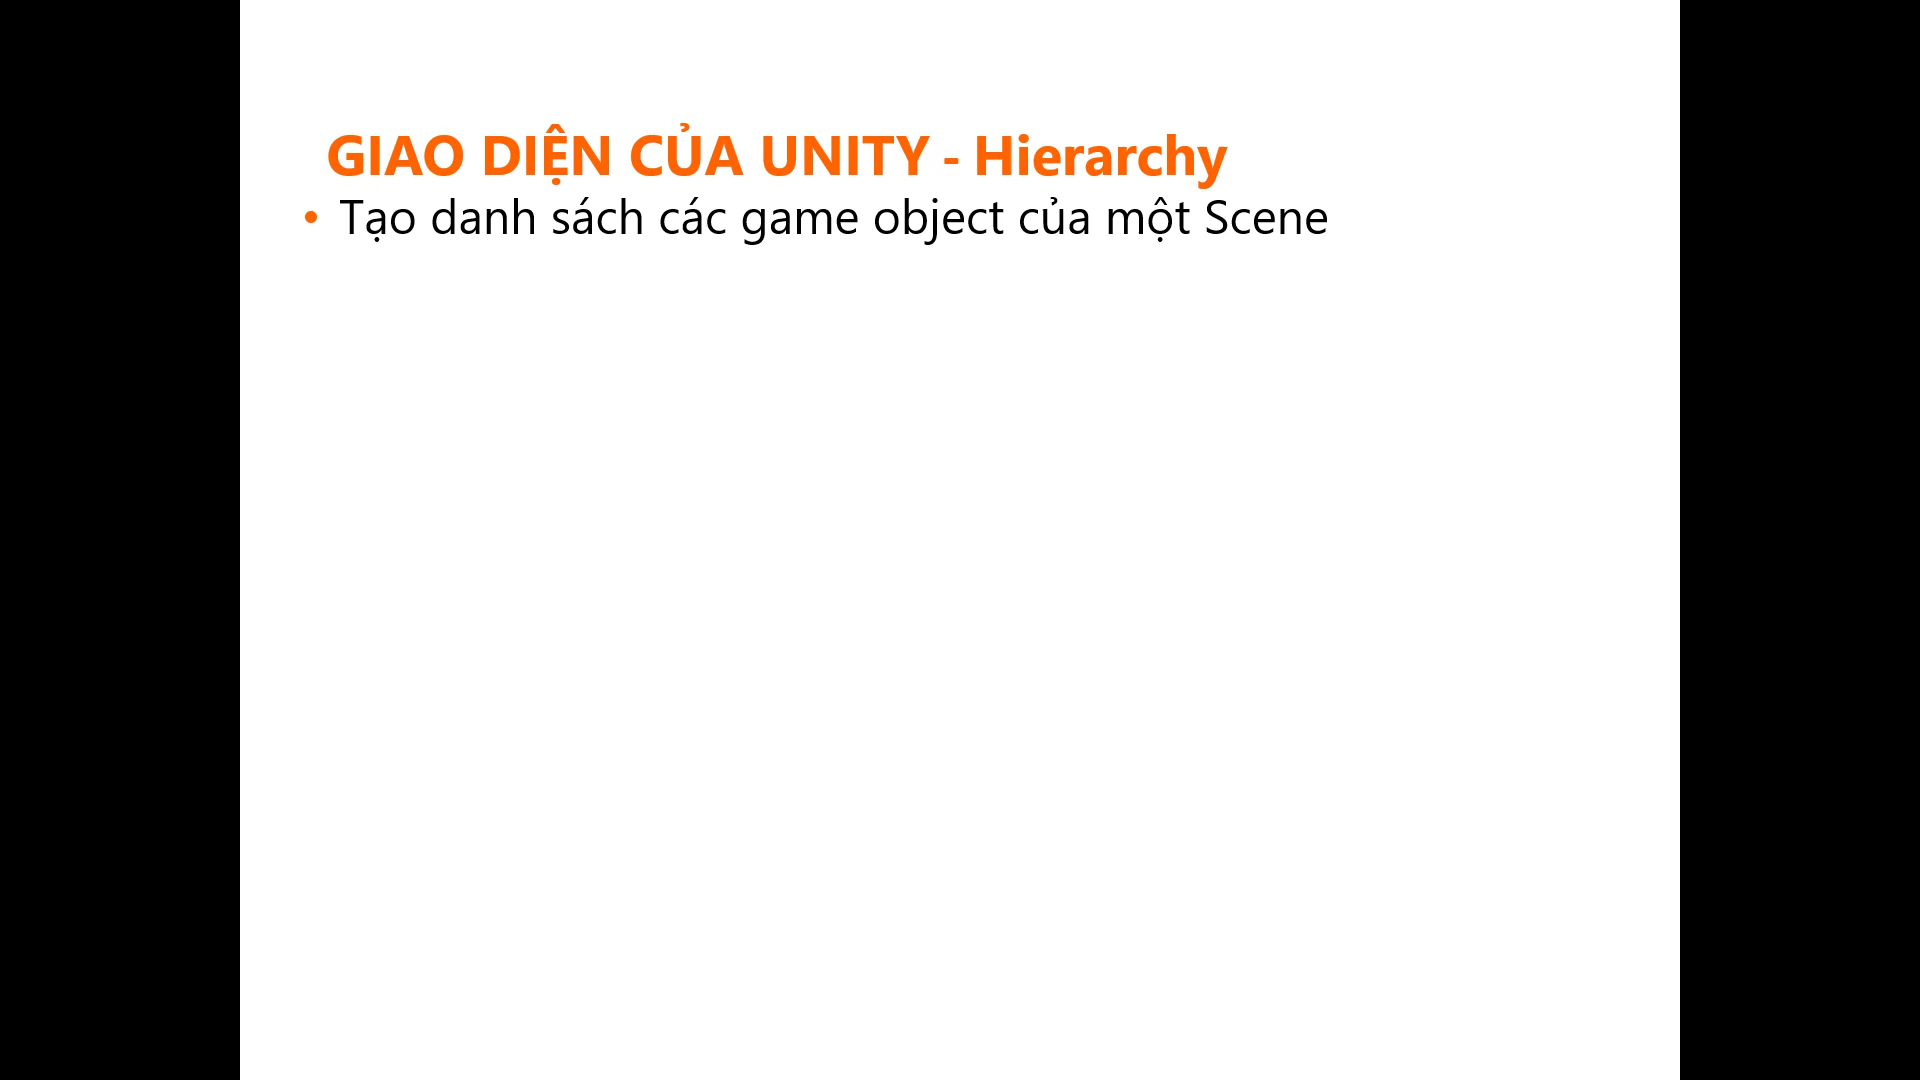 GIAO DIỆN CỦA UNITY - Hierarchy
• Tạo danh sách các game object của một Scene